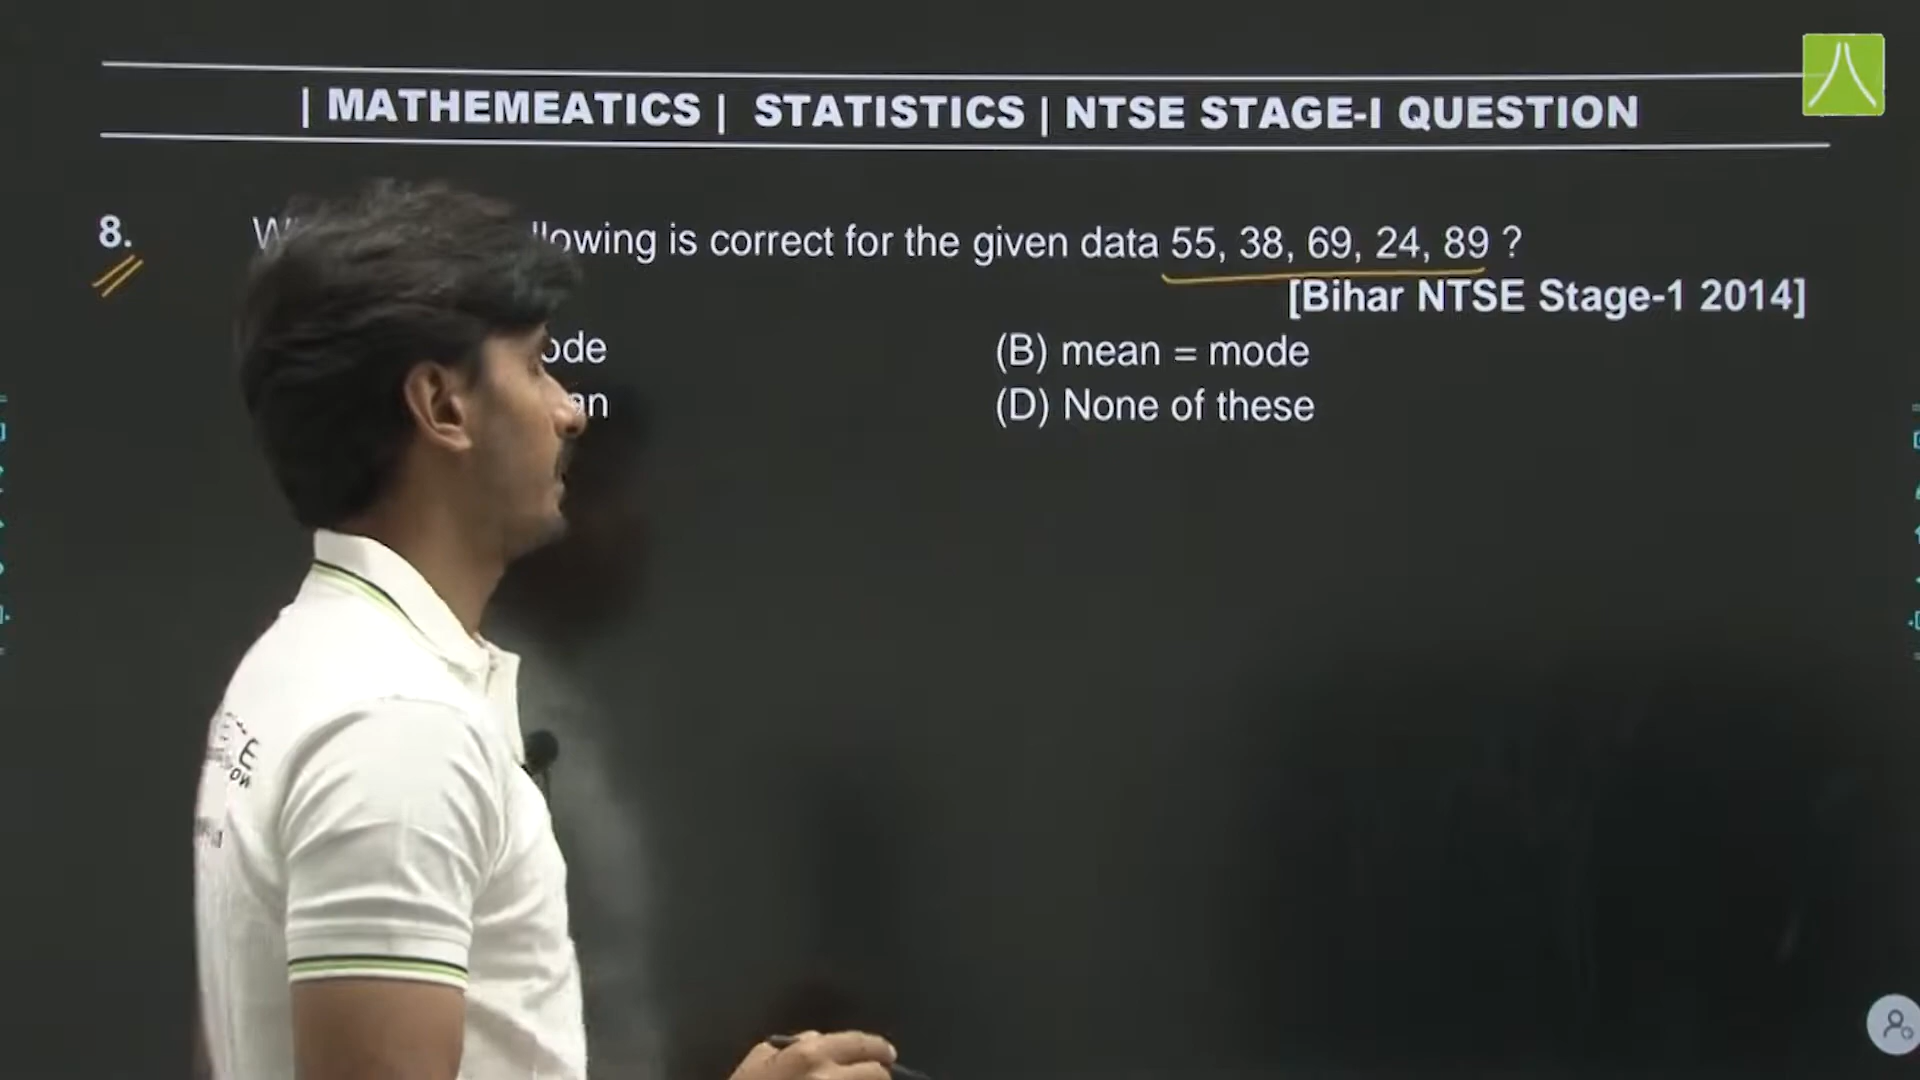 | MATHEMEATICS | STATISTICS | NTSE STAGE-I QUESTION
8. llowing is correct for the given data 55, 38, 69, 24, 89 ?
[Bihar NTSE Stage-1 2014]
ode (B) mean = mode
an (D) None of these